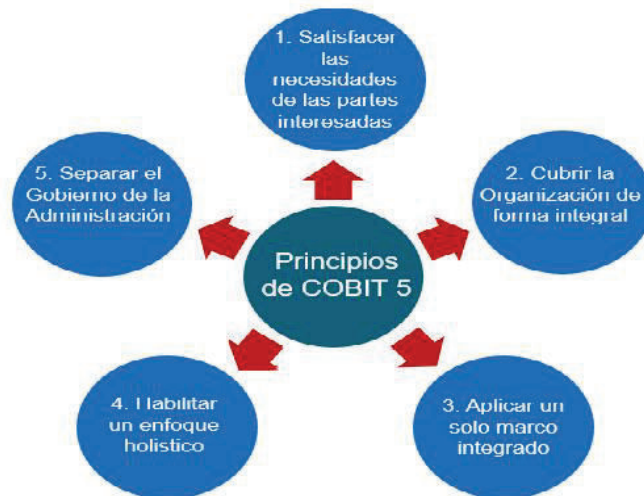 1. Satisfacer
las
necesidades
de las partes
interesadas
2. Cubrir la
Organización de
forma integral
3. Aplicar un
solo marco
integrado
4. Habilitar
un enfoque
holistico
5. Separar el
Gobierno de la
Administración
Principios
de COBIT 5